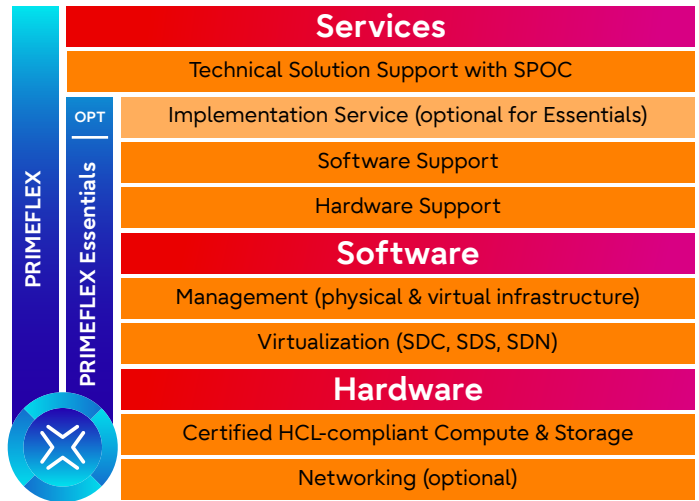 Services
Technical Solution Support with SPOC
OPT
Implementation Service (optional for Essentials)
Software Support
Hardware Support
PRIMEFLEX
PRIMEFLEX Essentials
Software
Management (physical & virtual infrastructure)
Virtualization (SDC, SDS, SDN)
Hardware
Certified HCL-compliant Compute & Storage
Networking (optional)